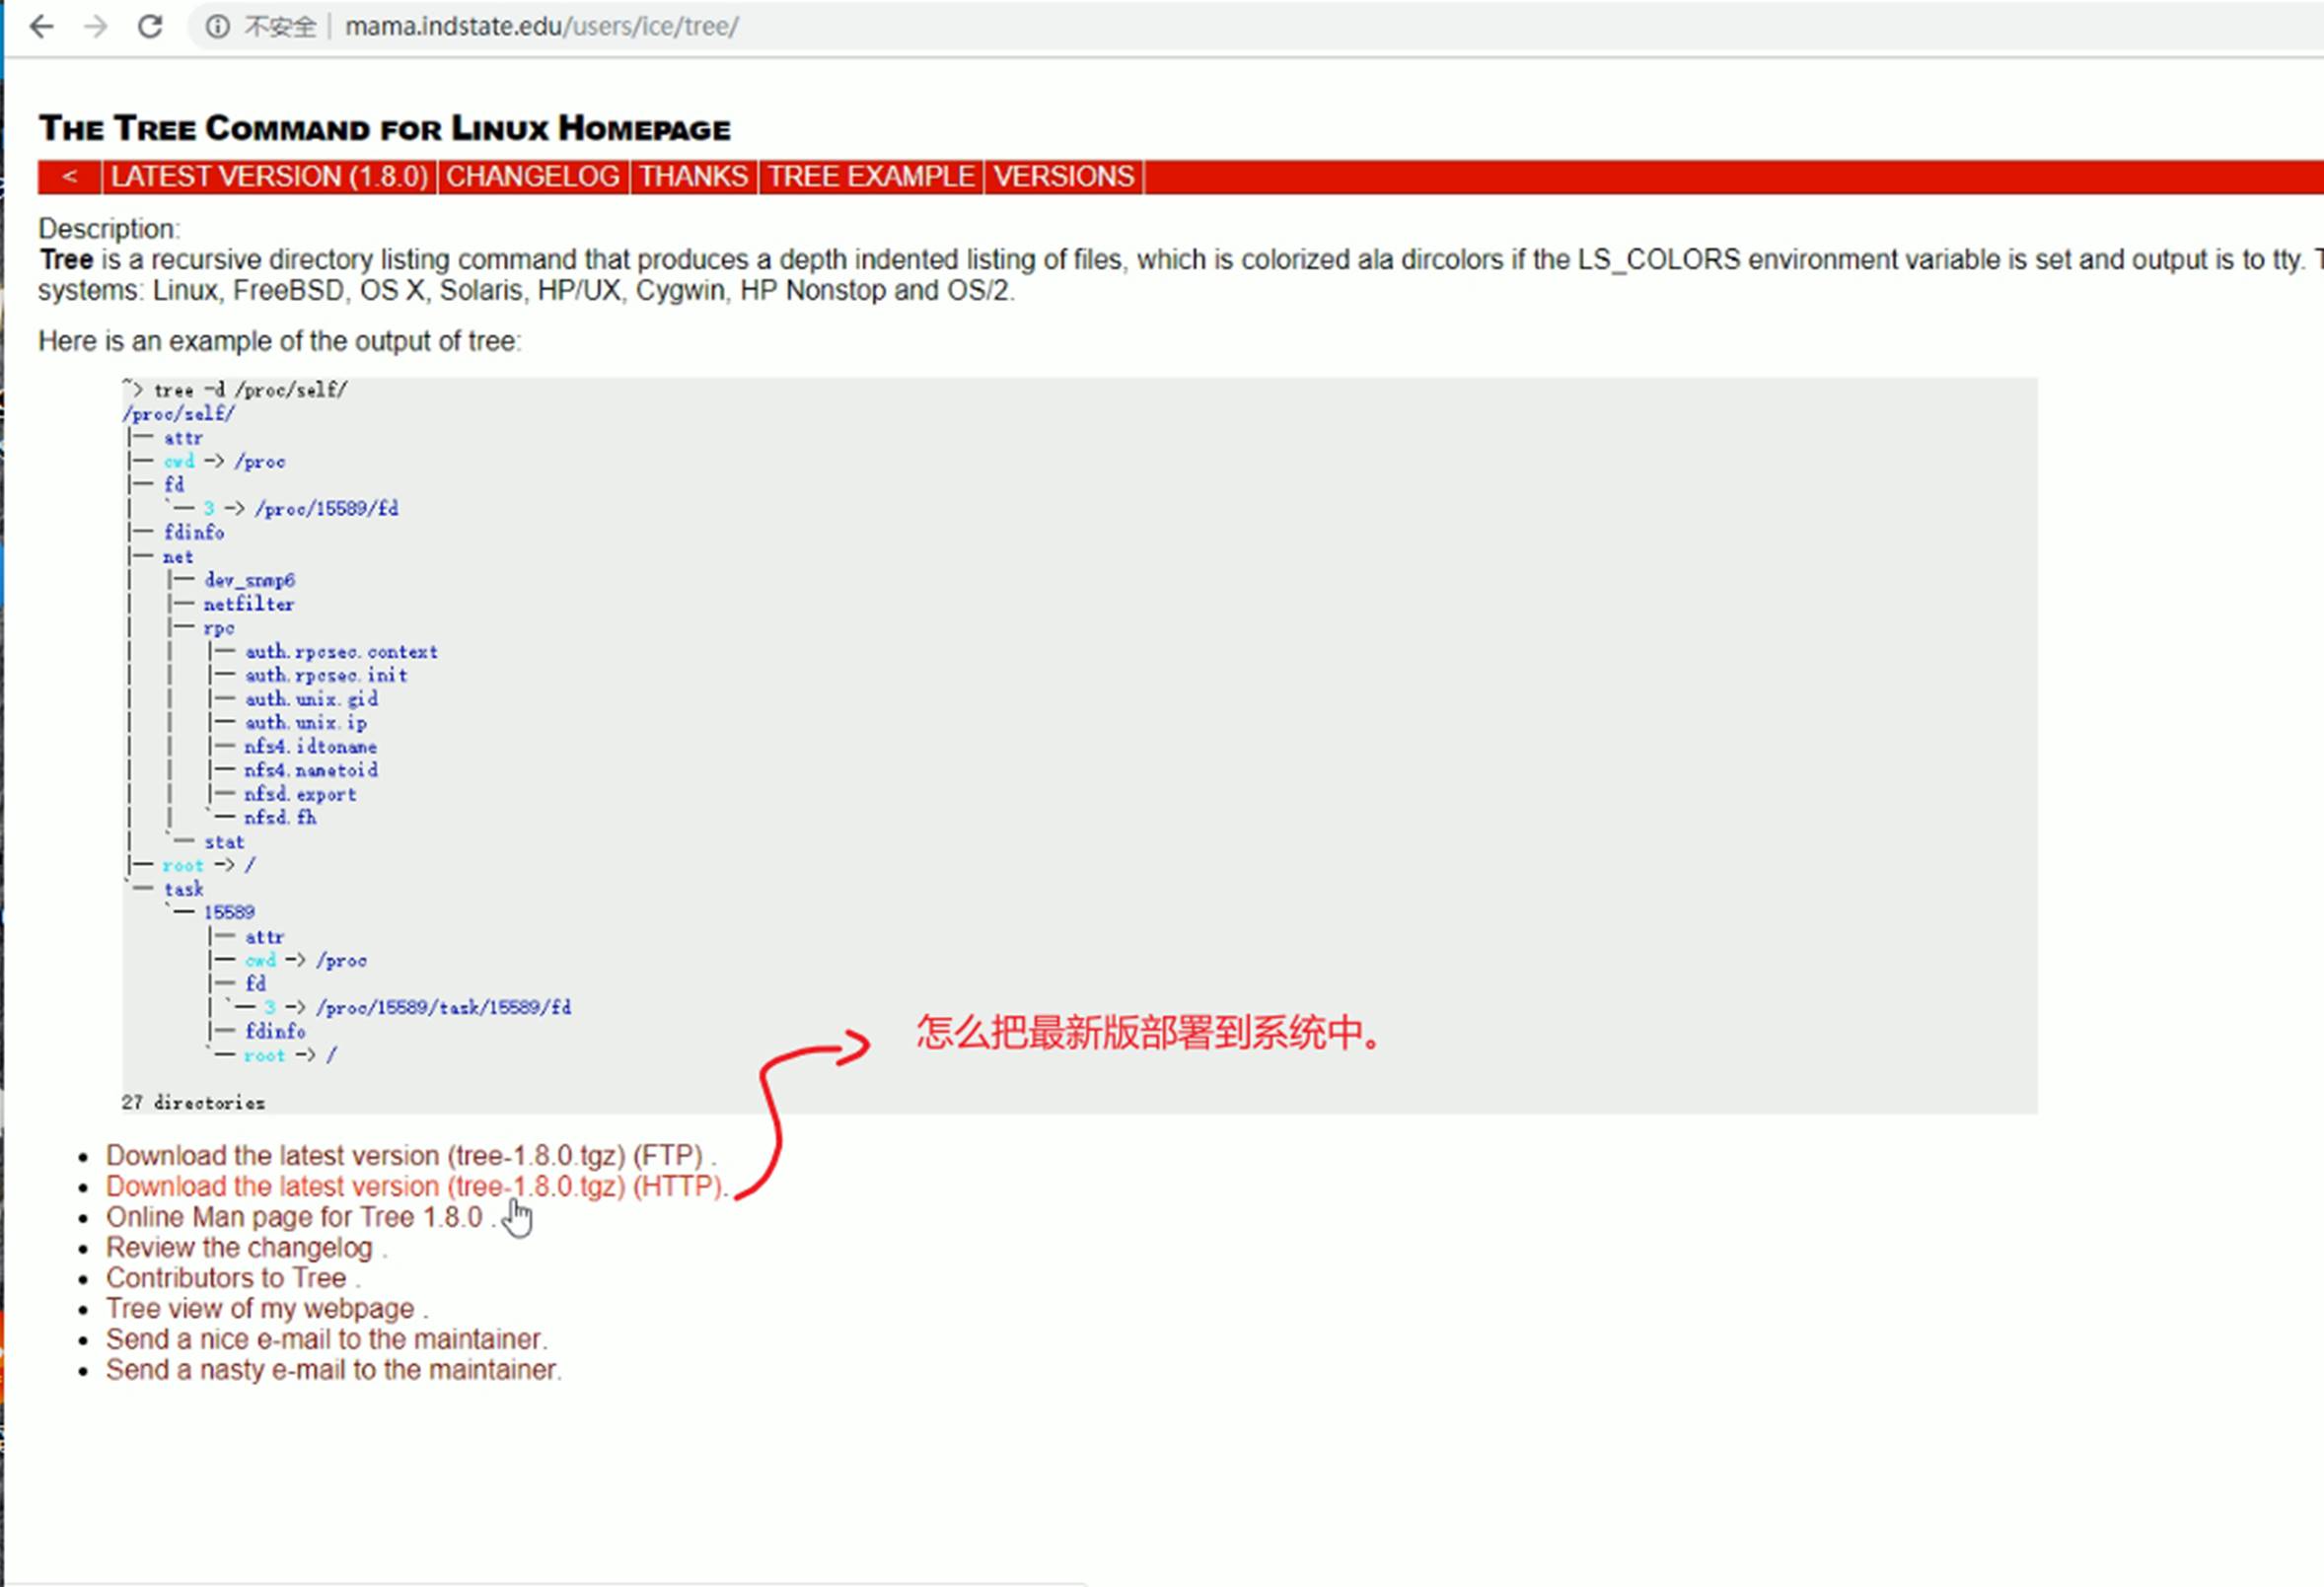 不安全 mama.indstate.edu/users/ice/tree/
THE TREE COMMAND FOR LINUX HOMEPAGE
< LATEST VERSION (1.8.0) CHANGELOG THANKS TREE EXAMPLE VERSIONS
Description:
Tree is a recursive directory listing command that produces a depth indented listing of files, which is colorized ala dircolors if the LS_COLORS environment variable is set and output is to tty. T
systems: Linux, FreeBSD, OS X, Solaris, HP/UX, Cygwin, HP Nonstop and OS/2.
Here is an example of the output of tree:
~> tree -d /proc/self/
/proc/self/
|-- attr
|-- cwd -> /proc
|-- fd
|   `-- 3 -> /proc/15589/fd
|-- fdinfo
|-- net
|   |-- dev_snmp6
|   |-- netfilter
|   |-- rpc
|   |   |-- auth.rpcsec.context
|   |   |-- auth.rpcsec.init
|   |   |-- auth.unix.gid
|   |   |-- auth.unix.ip
|   |   |-- nfs4.idtoname
|   |   |-- nfs4.nametoid
|   |   |-- nfsd.export
|   |   `-- nfsd.fh
|   `-- stat
|-- root -> /
`-- task
    `-- 15589
        |-- attr
        |-- cwd -> /proc
        |-- fd
        | `-- 3 -> /proc/15589/task/15589/fd
        |-- fdinfo
        `-- root -> /
怎么把最新版部署到系统中。
27 directories
Download the latest version (tree-1.8.0.tgz) (FTP) .
Download the latest version (tree-1.8.0.tgz) (HTTP).
Online Man page for Tree 1.8.0 .
Review the changelog .
Contributors to Tree .
Tree view of my webpage .
Send a nice e-mail to the maintainer.
Send a nasty e-mail to the maintainer.